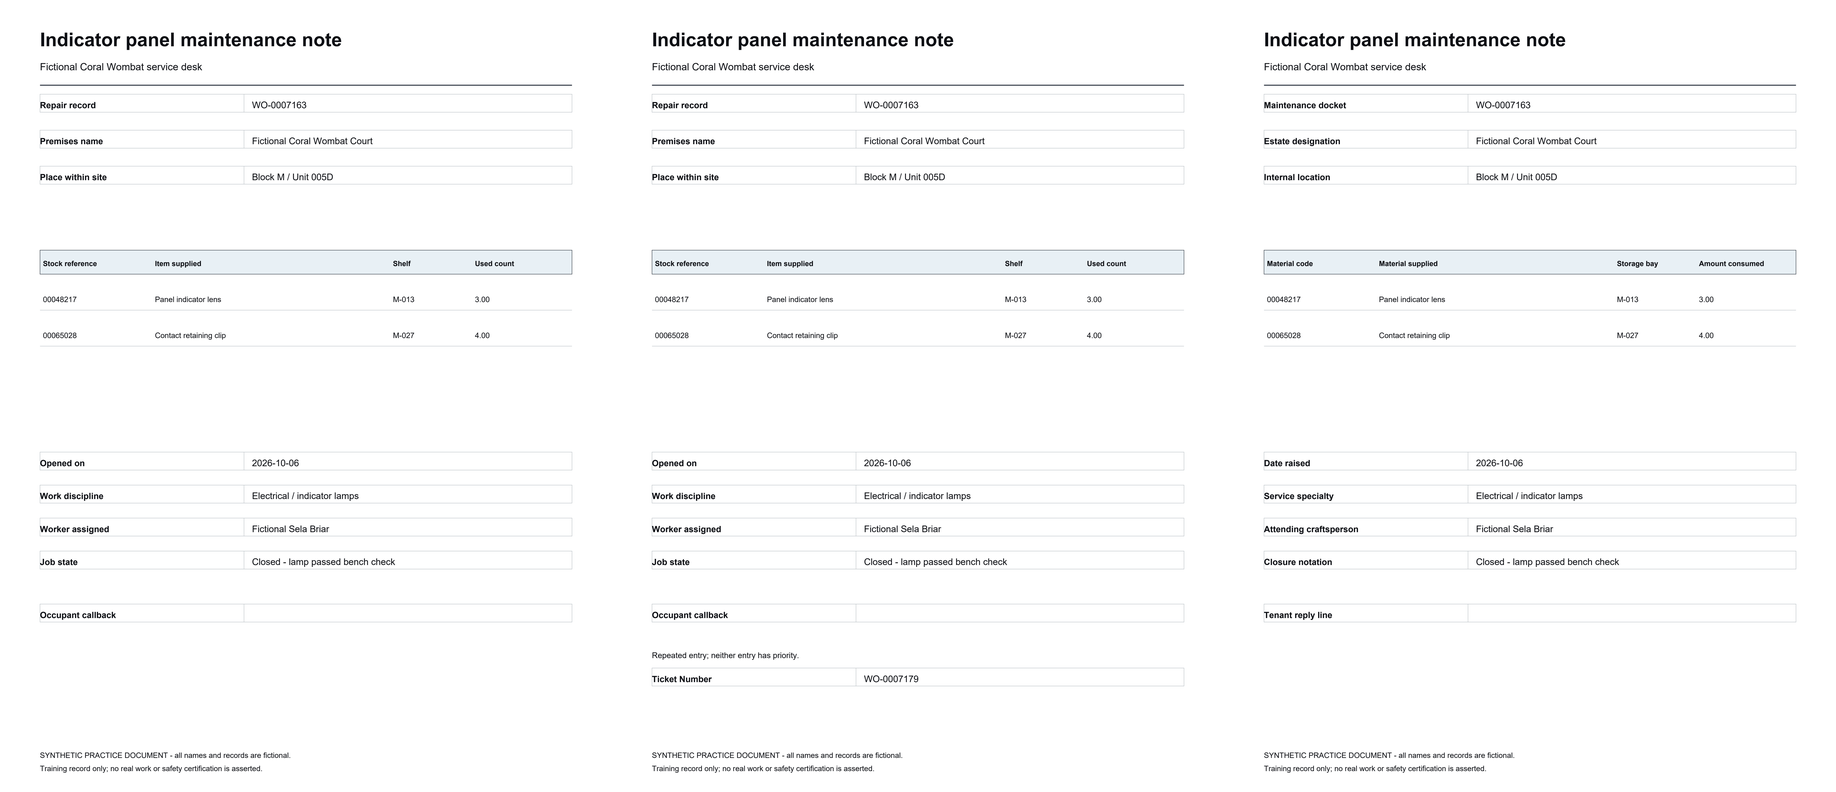 Indicator panel maintenance note
Fictional Coral Wombat service desk
Repair record WO-0007163
Premises name Fictional Coral Wombat Court
Place within site Block M / Unit 005D
Stock reference Item supplied Shelf Used count
00048217 Panel indicator lens M-013 3.00
00065028 Contact retaining clip M-027 4.00
Opened on 2026-10-06
Work discipline Electrical / indicator lamps
Worker assigned Fictional Sela Briar
Job state Closed - lamp passed bench check
Occupant callback
SYNTHETIC PRACTICE DOCUMENT - all names and records are fictional.
Training record only; no real work or safety certification is asserted.
Indicator panel maintenance note
Fictional Coral Wombat service desk
Repair record WO-0007163
Premises name Fictional Coral Wombat Court
Place within site Block M / Unit 005D
Stock reference Item supplied Shelf Used count
00048217 Panel indicator lens M-013 3.00
00065028 Contact retaining clip M-027 4.00
Opened on 2026-10-06
Work discipline Electrical / indicator lamps
Worker assigned Fictional Sela Briar
Job state Closed - lamp passed bench check
Occupant callback
Repeated entry; neither entry has priority.
Ticket Number WO-0007179
SYNTHETIC PRACTICE DOCUMENT - all names and records are fictional.
Training record only; no real work or safety certification is asserted.
Indicator panel maintenance note
Fictional Coral Wombat service desk
Maintenance docket WO-0007163
Estate designation Fictional Coral Wombat Court
Internal location Block M / Unit 005D
Material code Material supplied Storage bay Amount consumed
00048217 Panel indicator lens M-013 3.00
00065028 Contact retaining clip M-027 4.00
Date raised 2026-10-06
Service specialty Electrical / indicator lamps
Attending craftsperson Fictional Sela Briar
Closure notation Closed - lamp passed bench check
Tenant reply line
SYNTHETIC PRACTICE DOCUMENT - all names and records are fictional.
Training record only; no real work or safety certification is asserted.